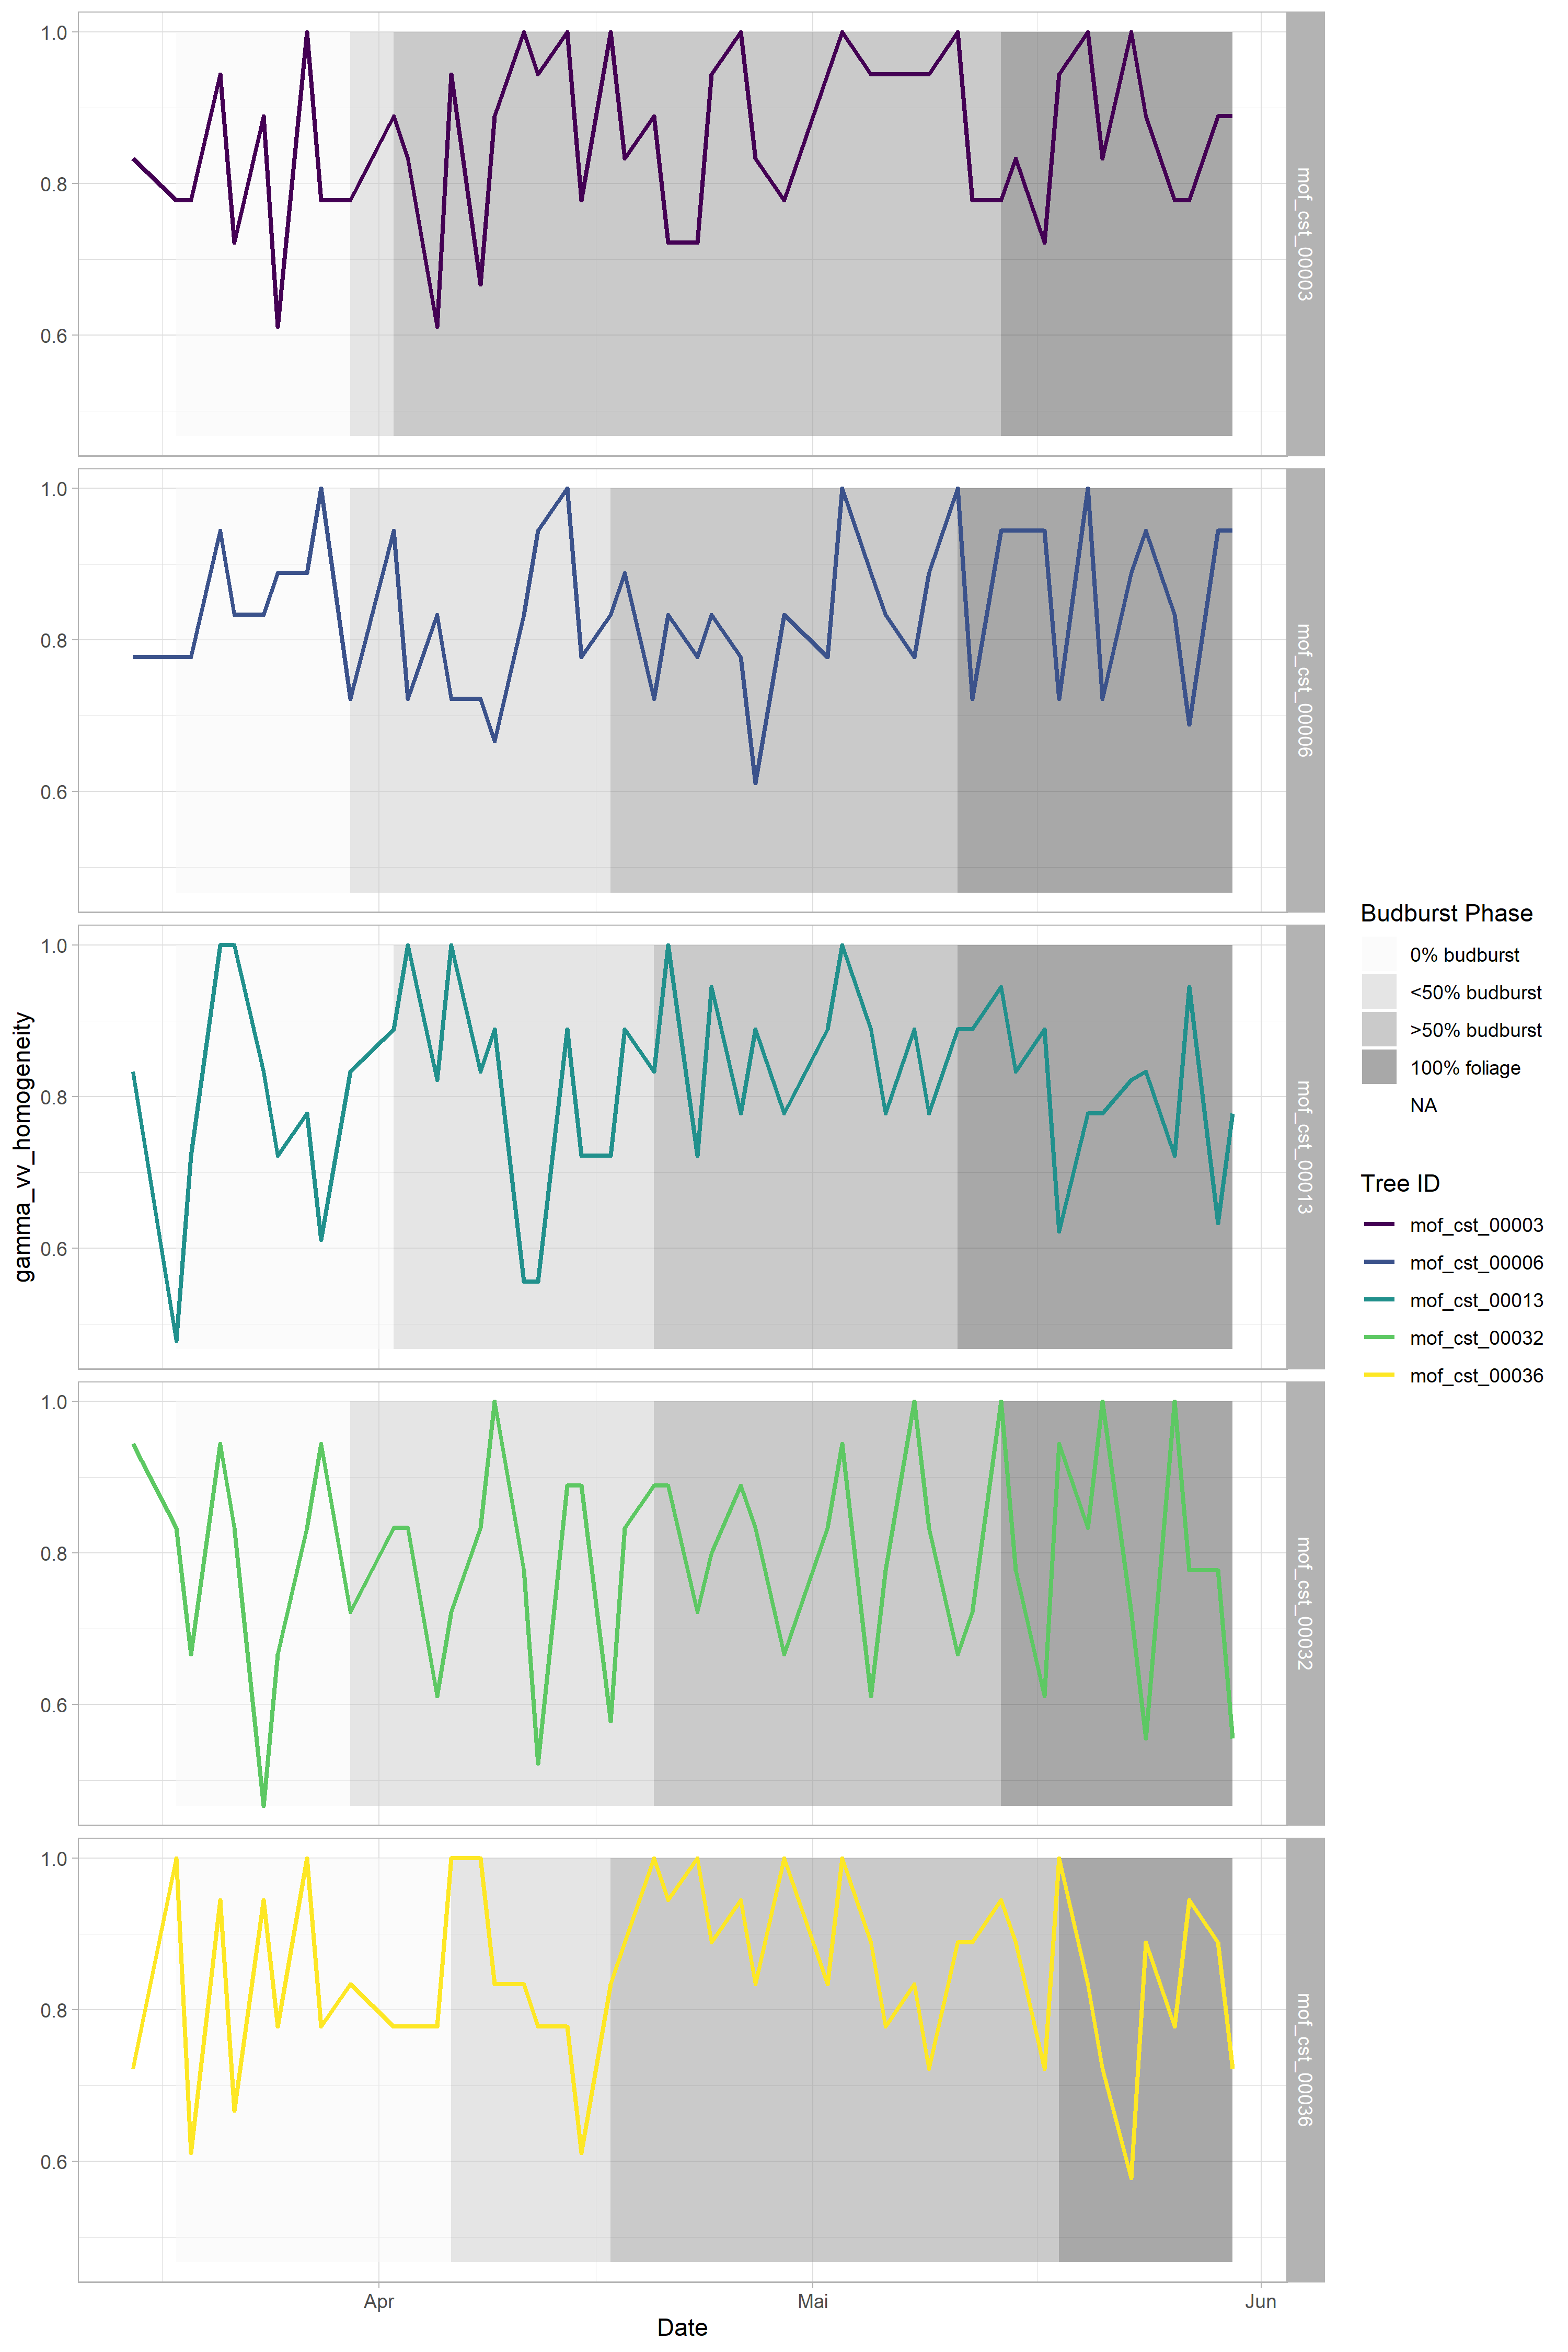 1.0
0.8
0.6
mof_cst_00003
1.0
0.8
0.6
mof_cst_00006
1.0
0.8
0.6
mof_cst_00013
1.0
0.8
0.6
mof_cst_00032
1.0
0.8
0.6
mof_cst_00036
gamma_vv_homogeneity
Apr
Mai
Jun
Date
Budburst Phase
0% budburst
<50% budburst
>50% budburst
100% foliage
NA
Tree ID
mof_cst_00003
mof_cst_00006
mof_cst_00013
mof_cst_00032
mof_cst_00036